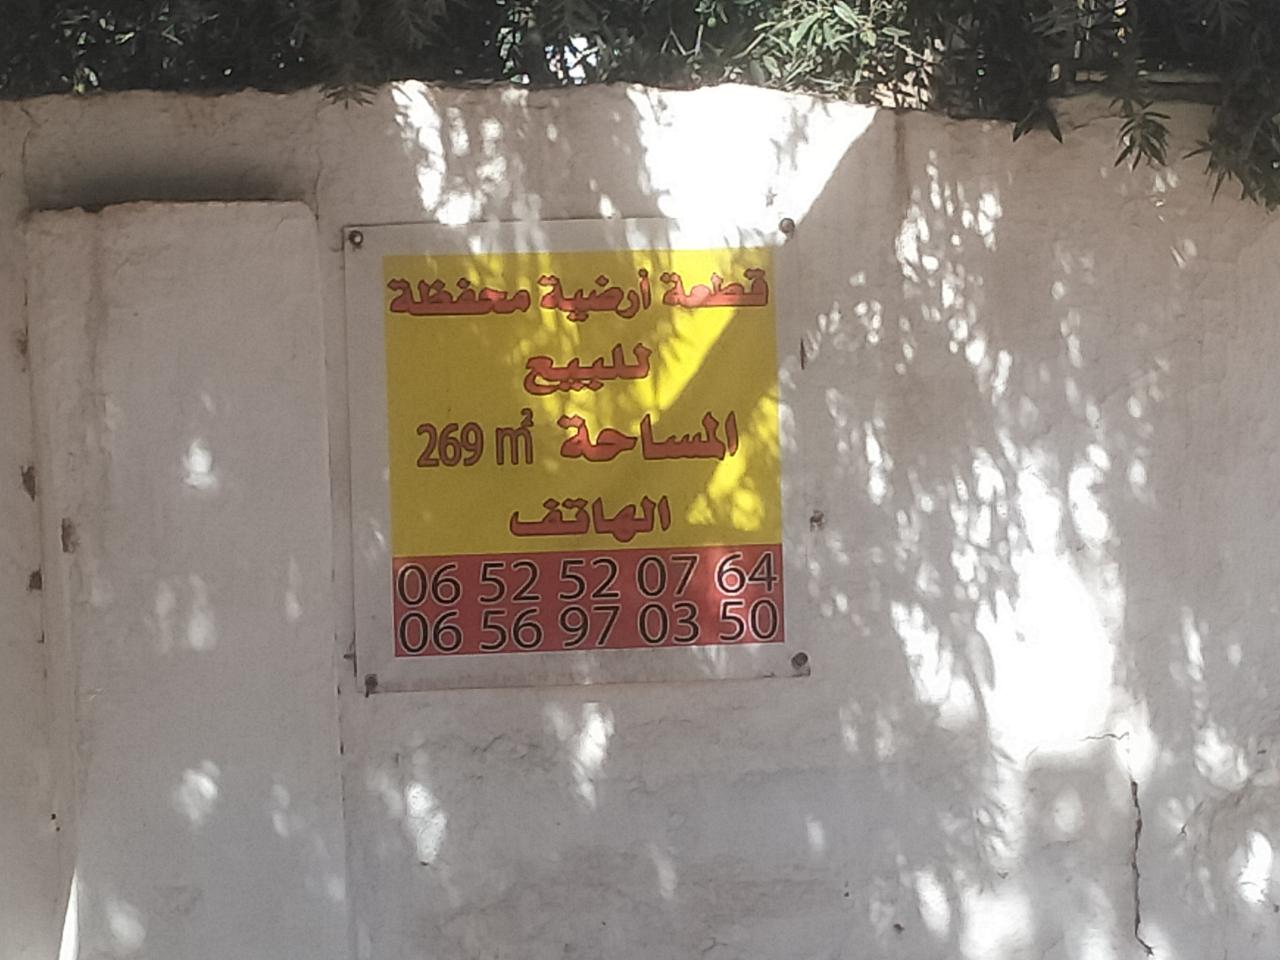 قطعة أرضية محفظة
للبيع
المساحة 269 m²
الهاتف
06 52 52 07 64
06 56 97 03 50